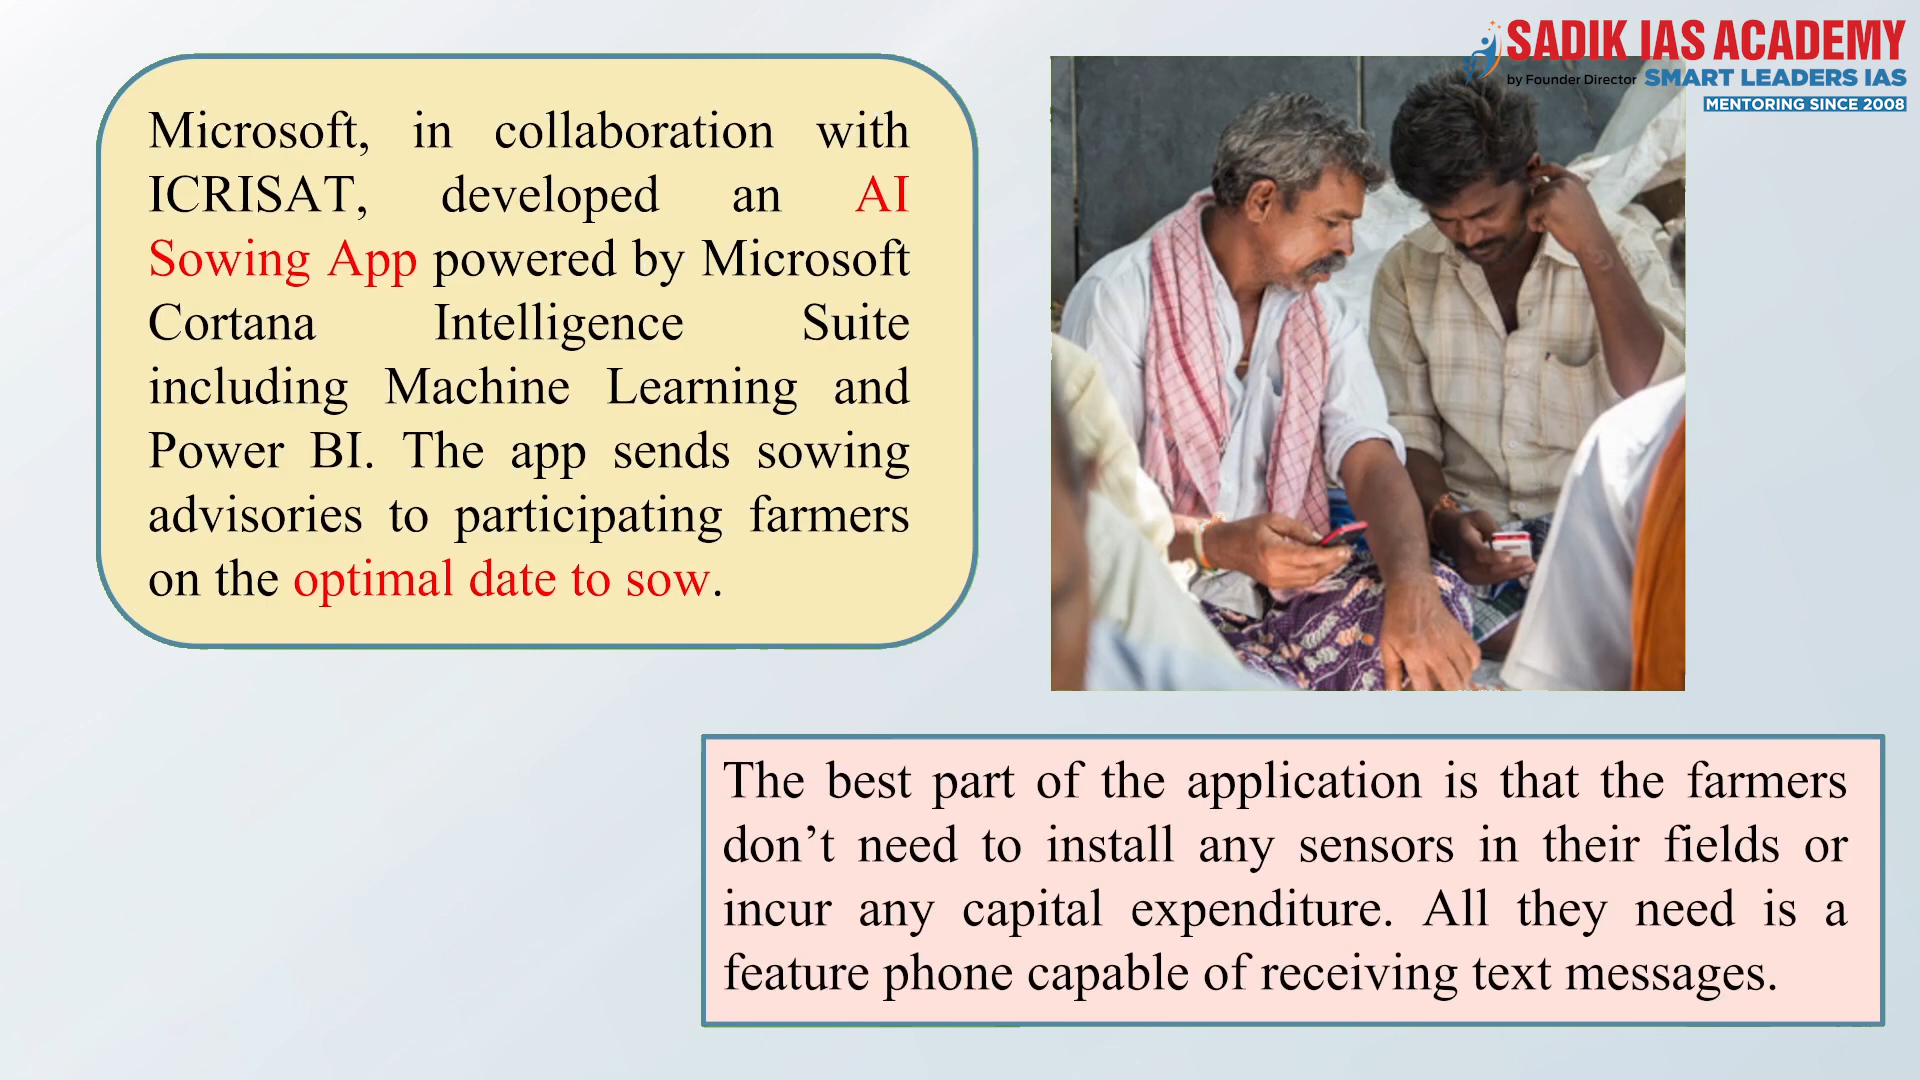 SADIK IAS ACADEMY
by Founder Director SMART LEADERS IAS
MENTORING SINCE 2008
Microsoft, in collaboration with
ICRISAT, developed an AI
Sowing App powered by Microsoft
Cortana Intelligence Suite
including Machine Learning and
Power BI. The app sends sowing
advisories to participating farmers
on the optimal date to sow.
The best part of the application is that the farmers
don’t need to install any sensors in their fields or
incur any capital expenditure. All they need is a
feature phone capable of receiving text messages.